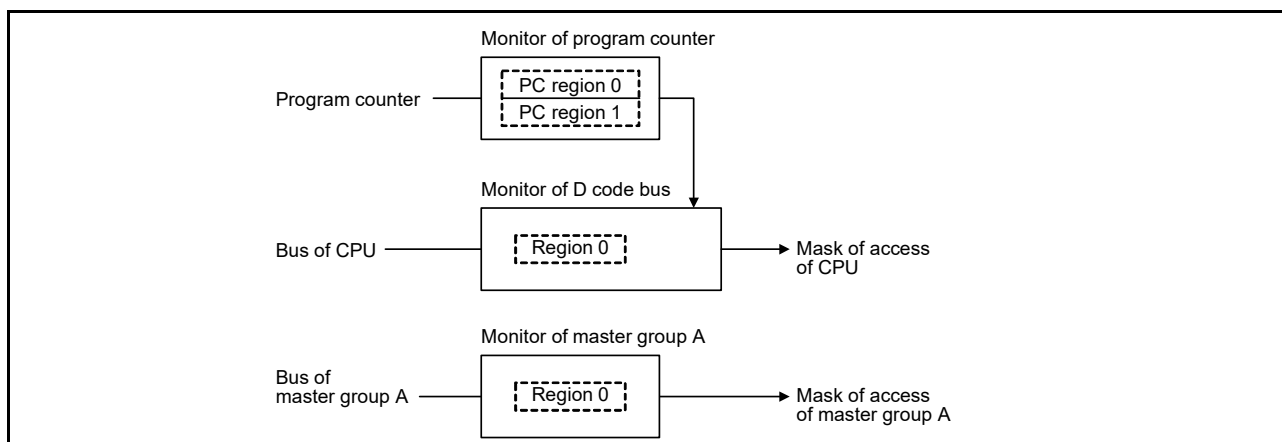 Monitor of program counter
Program counter
PC region 0
PC region 1
Monitor of D code bus
Bus of CPU
Region 0
Mask of access
of CPU
Monitor of master group A
Bus of
master group A
Region 0
Mask of access
of master group A